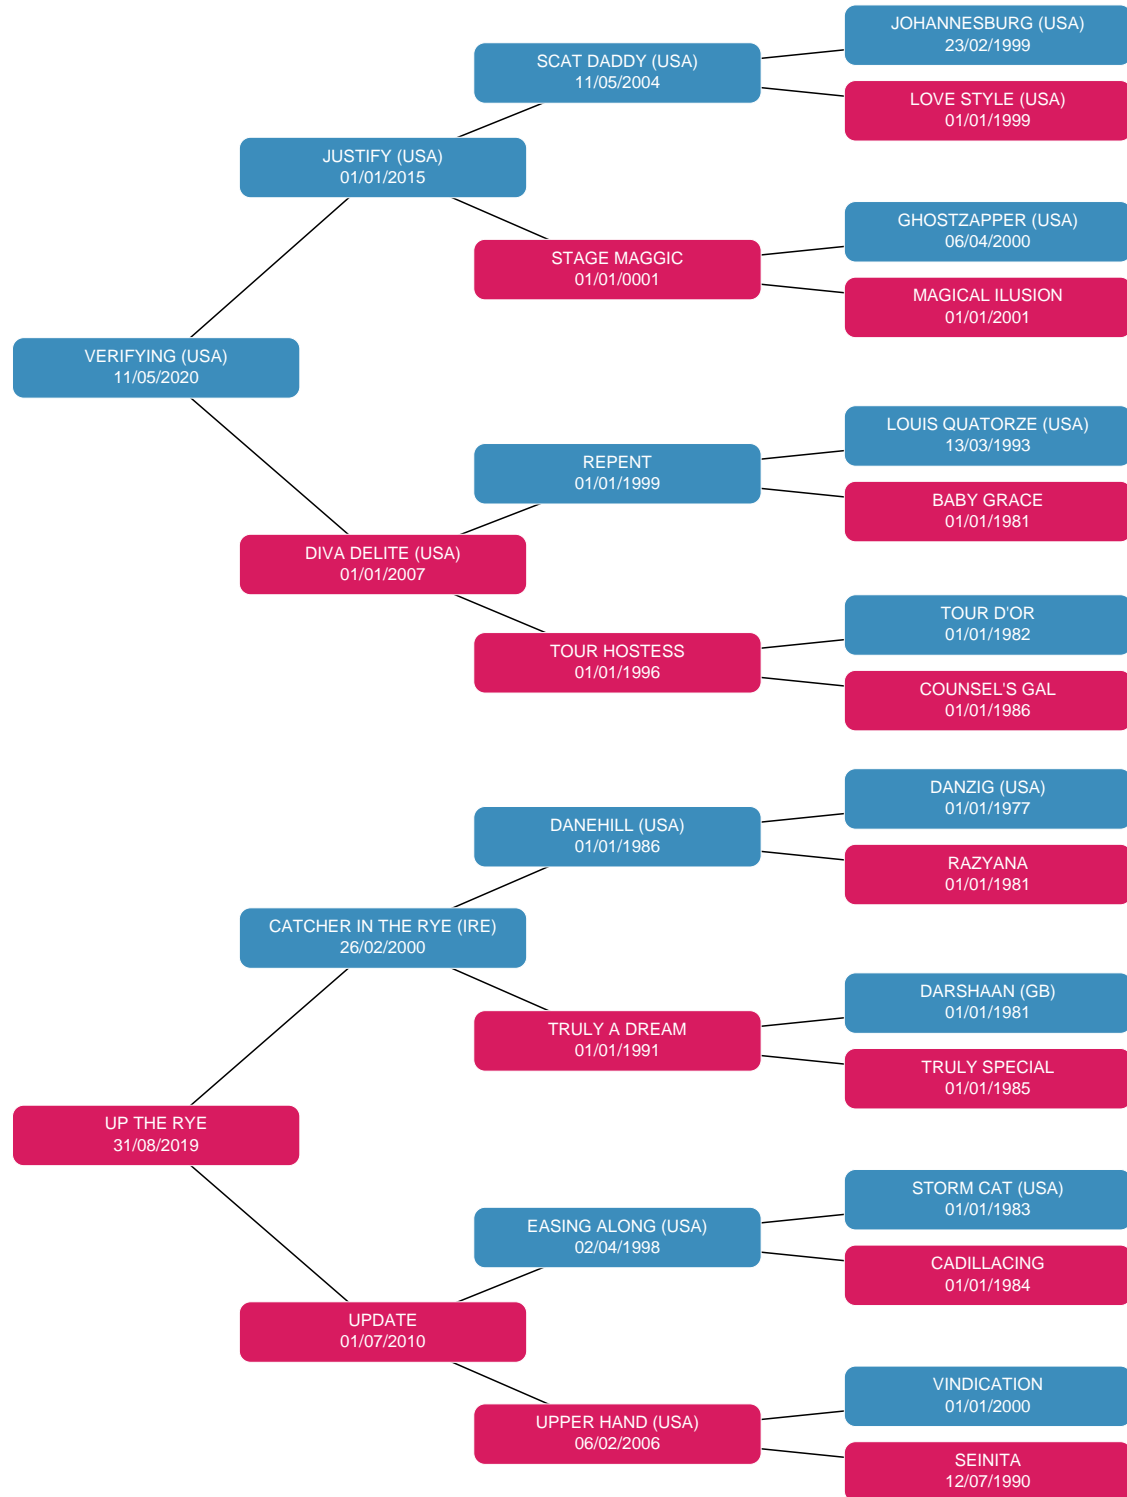 JOHANNESBURG (USA)
23/02/1999
SCAT DADDY (USA)
11/05/2004
LOVE STYLE (USA)
01/01/1999
JUSTIFY (USA)
01/01/2015
GHOSTZAPPER (USA)
06/04/2000
STAGE MAGGIC
01/01/0001
MAGICAL ILUSION
01/01/2001
VERIFYING (USA)
11/05/2020
LOUIS QUATORZE (USA)
13/03/1993
REPENT
01/01/1999
BABY GRACE
01/01/1981
DIVA DELITE (USA)
01/01/2007
TOUR D'OR
01/01/1982
TOUR HOSTESS
01/01/1996
COUNSEL'S GAL
01/01/1986
DANZIG (USA)
01/01/1977
DANEHILL (USA)
01/01/1986
RAZYANA
01/01/1981
CATCHER IN THE RYE (IRE)
26/02/2000
DARSHAAN (GB)
01/01/1981
TRULY A DREAM
01/01/1991
TRULY SPECIAL
01/01/1985
UP THE RYE
31/08/2019
STORM CAT (USA)
01/01/1983
EASING ALONG (USA)
02/04/1998
CADILLACING
01/01/1984
UPDATE
01/07/2010
VINDICATION
01/01/2000
UPPER HAND (USA)
06/02/2006
SEINITA
12/07/1990